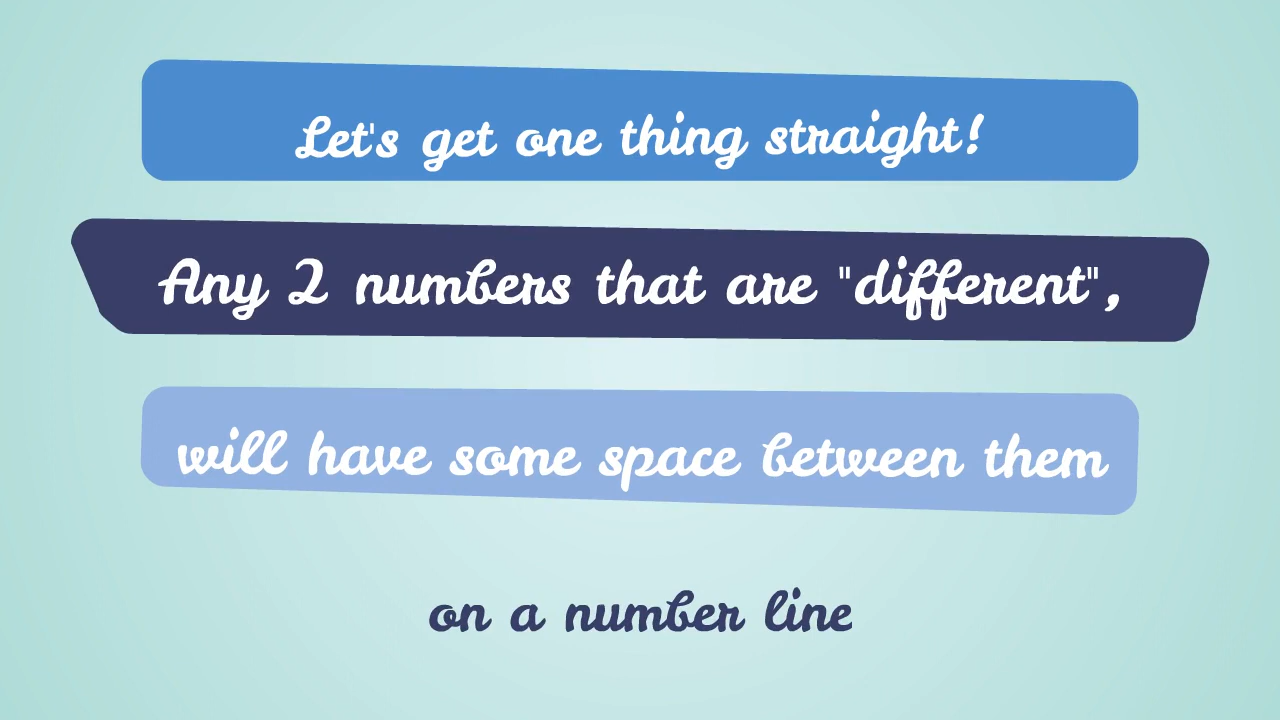 Let's get one thing straight!
Any 2 numbers that are "different",
will have some space between them
on a number line